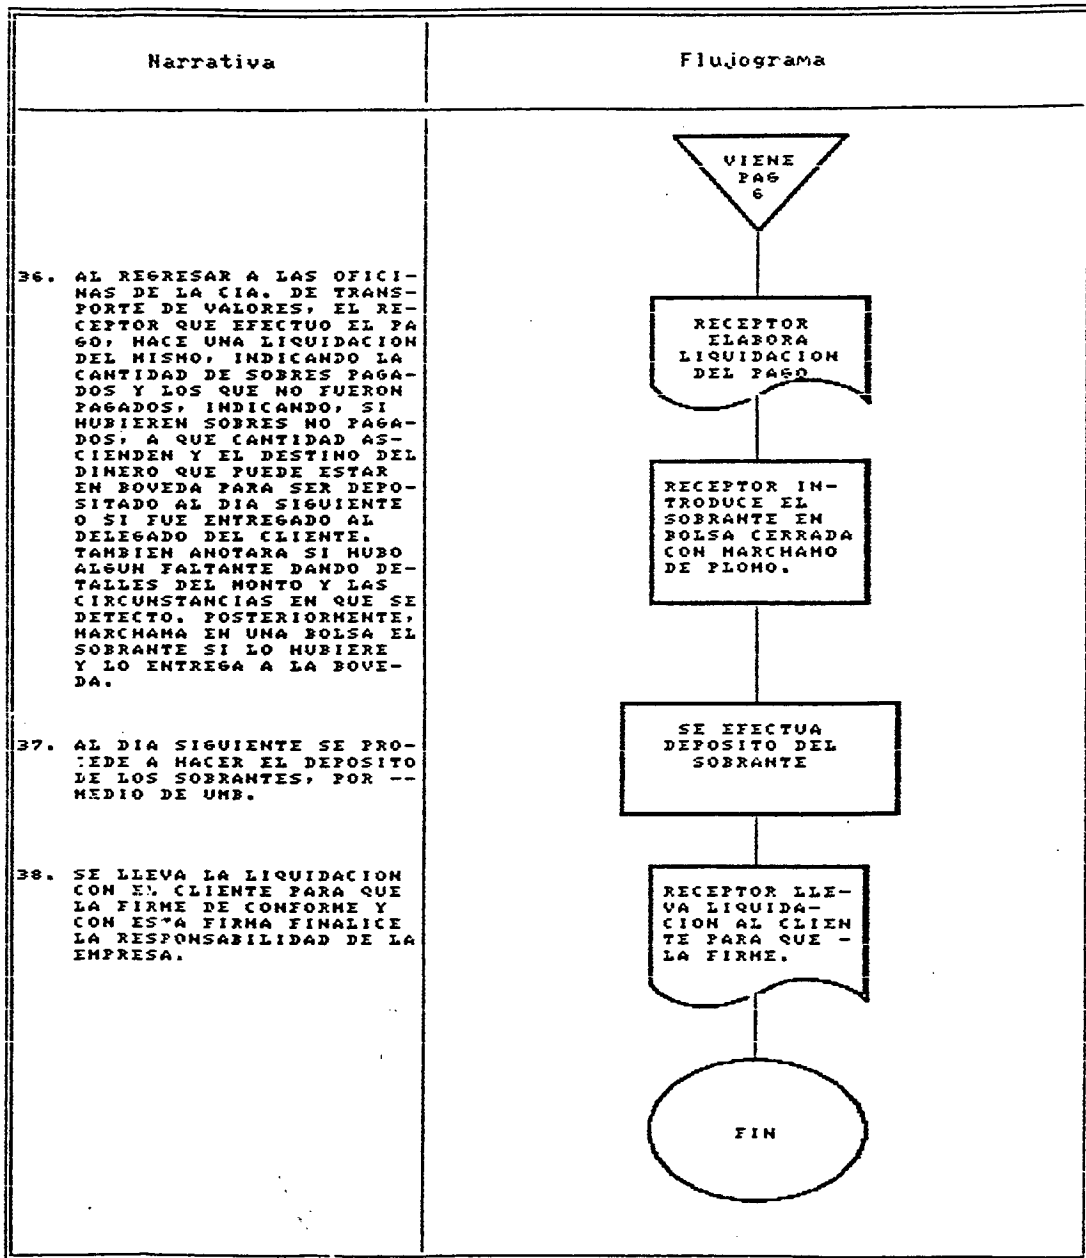 Narrativa
Flujograma
36. AL REGRESAR A LAS OFICI-
NAS DE LA CIA. DE TRANS-
PORTE DE VALORES, EL RE-
CEPTOR QUE EFECTUO EL PA
GO, HACE UNA LIQUIDACION
DEL MISMO, INDICANDO LA
CANTIDAD DE SOBRES PAGA-
DOS Y LOS QUE NO FUERON
PAGADOS, INDICANDO, SI
HUBIEREN SOBRES NO PAGA-
DOS, A QUE CANTIDAD AS-
CIENDEN Y EL DESTINO DEL
DINERO QUE PUEDE ESTAR
EN BOVEDA PARA SER DEPO-
SITADO AL DIA SIGUIENTE
O SI FUE ENTREGADO AL
DELEGADO DEL CLIENTE.
TAMBIEN ANOTARA SI HUBO
ALGUN FALTANTE DANDO DE-
TALLES DEL MONTO Y LAS
CIRCUNSTANCIAS EN QUE SE
DETECTO. POSTERIORMENTE,
MARCHAMA EN UNA BOLSA EL
SOBRANTE SI LO HUBIERE
Y LO ENTREGA A LA BOVE-
DA.
37. AL DIA SIGUIENTE SE PRO-
CEDE A HACER EL DEPOSITO
DE LOS SOBRANTES, POR --
MEDIO DE UMB.
38. SE LLEVA LA LIQUIDACION
CON EL CLIENTE PARA QUE
LA FIRME DE CONFORME Y
CON ESTA FIRMA FINALICE
LA RESPONSABILIDAD DE LA
EMPRESA.
VIENE
PAG
6
RECEPTOR
ELABORA
LIQUIDACION
DEL PAGO
RECEPTOR IN-
TRODUCE EL
SOBRANTE EN
BOLSA CERRADA
CON MARCHAMO
DE PLOMO.
SE EFECTUA
DEPOSITO DEL
SOBRANTE
RECEPTOR LLE-
VA LIQUIDA-
CION AL CLIEN
TE PARA QUE -
LA FIRME.
FIN